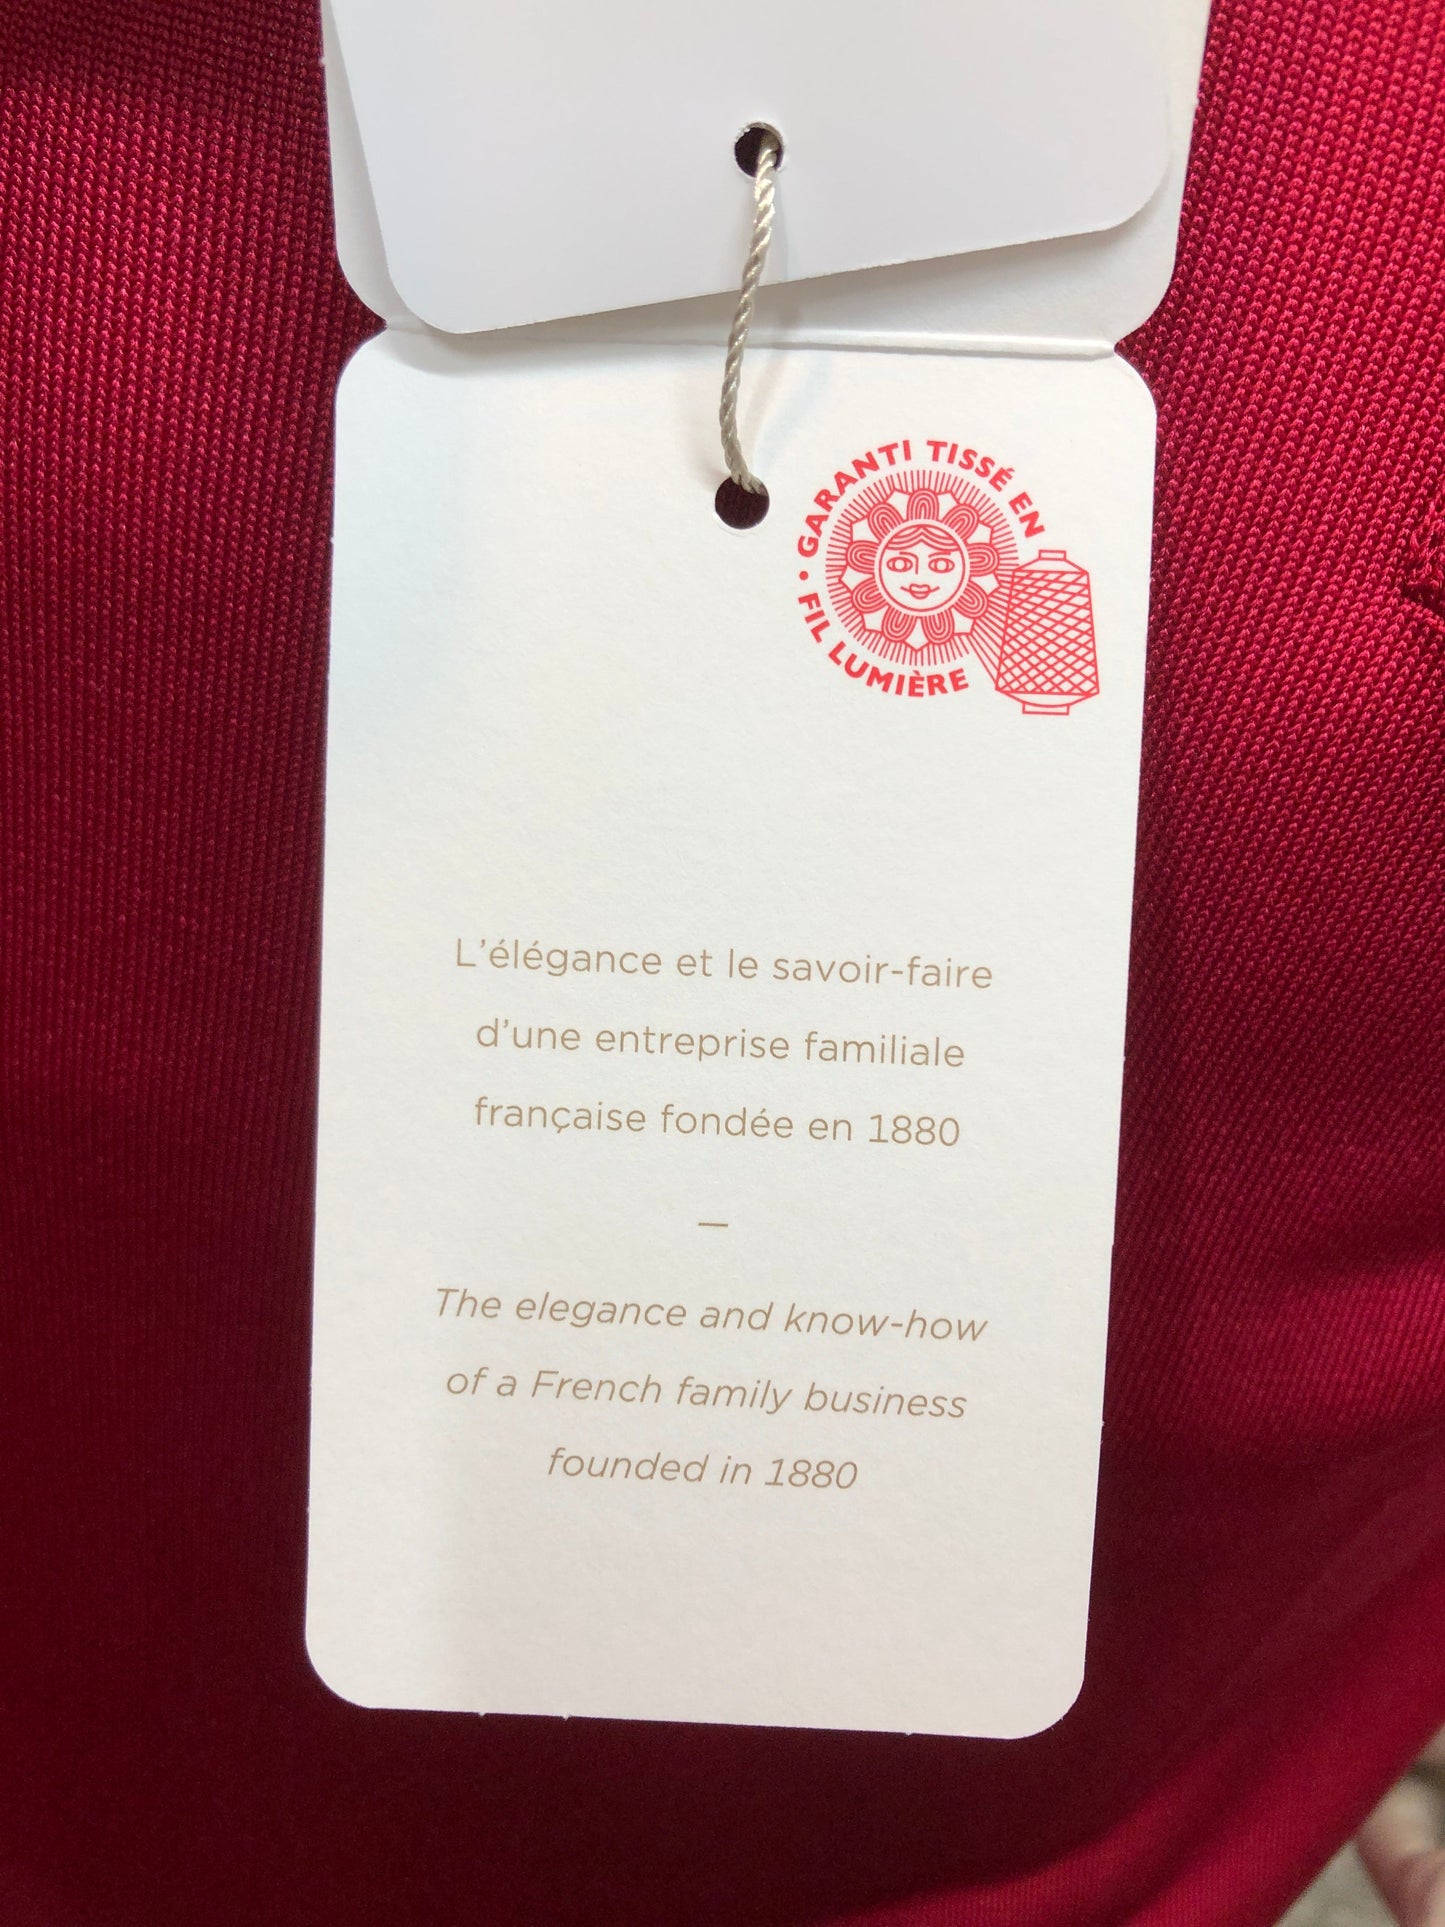 GARANTI TISSÉ EN
FIL LUMIÈRE •
L’élégance et le savoir-faire
d’une entreprise familiale
française fondée en 1880
—
The elegance and know-how
of a French family business
founded in 1880